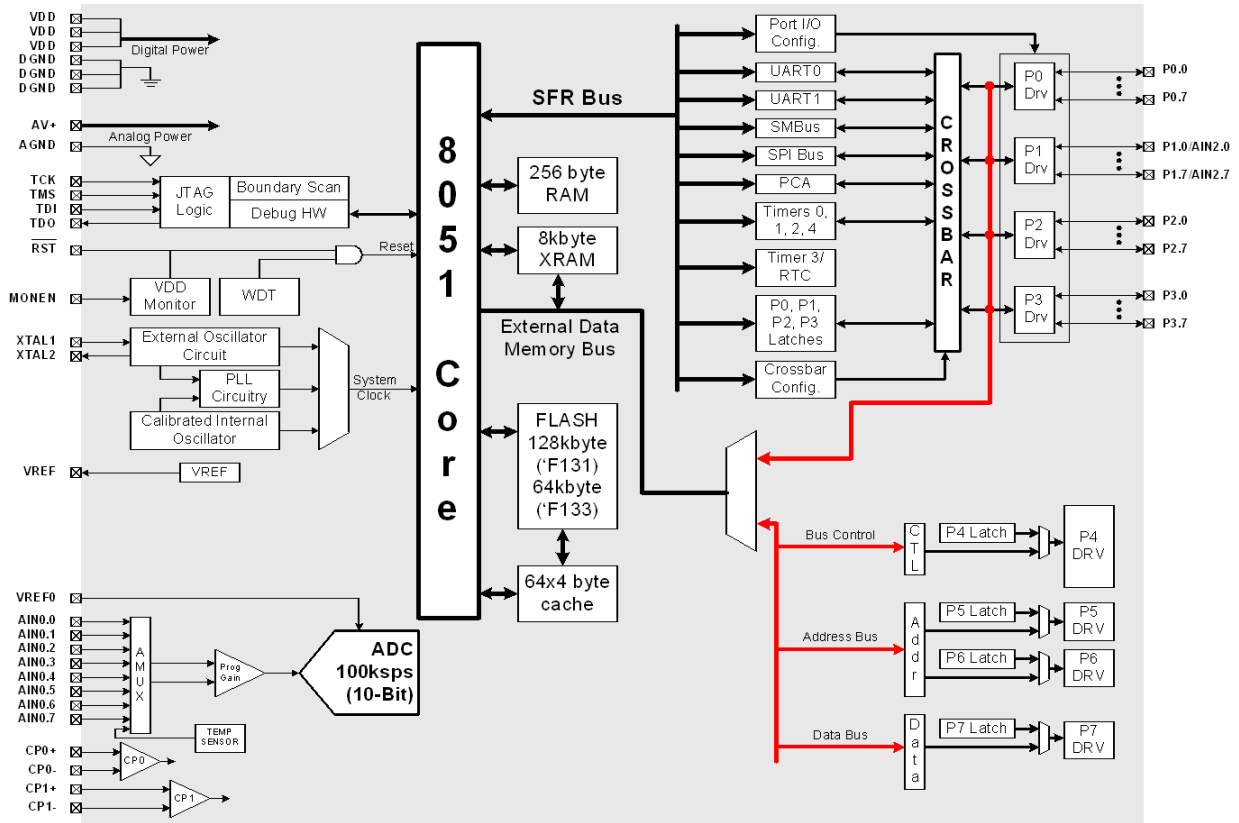 VDD
VDD
VDD
Digital Power
DGND
DGND
DGND
AV+
Analog Power
AGND
TCK
TMS
TDI
TDO
JTAG
Logic
Boundary Scan
Debug HW
RST
Reset
MONEN
VDD
Monitor
WDT
XTAL1
XTAL2
External Oscillator
Circuit
PLL
Circuitry
Calibrated Internal
Oscillator
System
Clock
VREF
VREF
VREF0
AIN0.0
AIN0.1
AIN0.2
AIN0.3
AIN0.4
AIN0.5
AIN0.6
AIN0.7
AMUX
Prog
Gain
ADC
100ksps
(10-Bit)
TEMP
SENSOR
CP0+
CP0-
CP0
CP1+
CP1-
CP1
8051 Core
SFR Bus
256 byte
RAM
8kbyte
XRAM
External Data
Memory Bus
FLASH
128kbyte
(‘F131)
64kbyte
(‘F133)
64x4 byte
cache
Port I/O
Config.
UART0
UART1
SMBus
SPI Bus
PCA
Timers 0,
1, 2, 4
Timer 3/
RTC
P0, P1,
P2, P3
Latches
Crossbar
Config.
CROSSBAR
P0
Drv
P1
Drv
P2
Drv
P3
Drv
P0.0
P0.7
P1.0/AIN2.0
P1.7/AIN2.7
P2.0
P2.7
P3.0
P3.7
Bus Control
CTL
P4 Latch
P4
DRV
Address Bus
Addr
P5 Latch
P5
DRV
P6 Latch
P6
DRV
Data Bus
Data
P7 Latch
P7
DRV